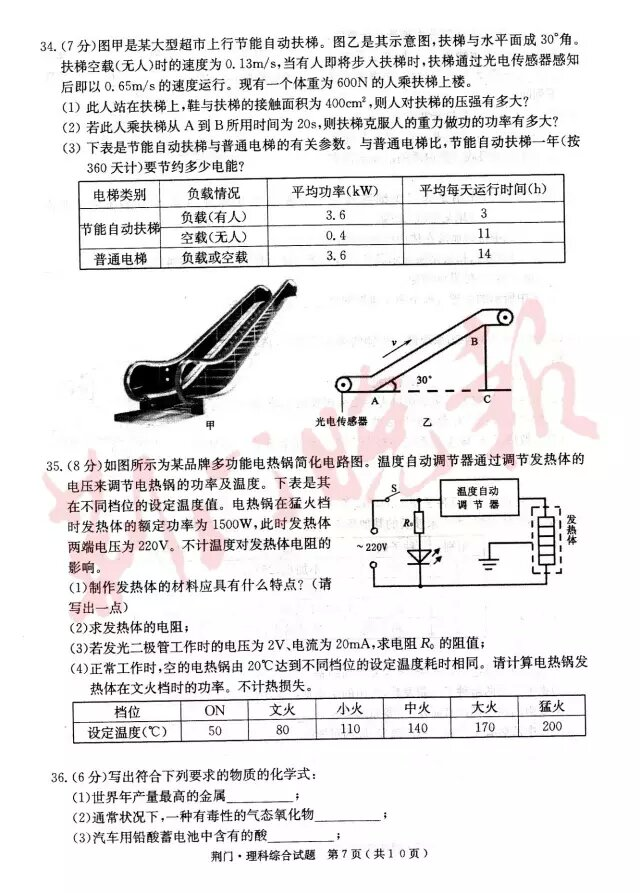 34.(7分)图甲是某大型超市上行节能自动扶梯。图乙是其示意图,扶梯与水平面成30°角。
扶梯空载(无人)时的速度为0.13m/s,当有人即将步入扶梯时,扶梯通过光电传感器感知
后即以0.65m/s的速度运行。现有一个体重为600N的人乘扶梯上楼。
(1) 此人站在扶梯上,鞋与扶梯的接触面积为400cm²,则人对扶梯的压强有多大?
(2) 若此人乘扶梯从A到B所用时间为20s,则扶梯克服人的重力做功的功率有多大?
(3) 下表是节能自动扶梯与普通电梯的有关参数。与普通电梯比,节能自动扶梯一年(按
360天计)要节约多少电能?
电梯类别 负载情况 平均功率(kW) 平均每天运行时间(h)
节能自动扶梯 负载(有人) 3.6 3
空载(无人) 0.4 11
普通电梯 负载或空载 3.6 14
v
B
30°
A
C
甲
光电传感器
乙
35.(8分)如图所示为某品牌多功能电热锅简化电路图。温度自动调节器通过调节发热体的
电压来调节电热锅的功率及温度。下表是其
在不同档位的设定温度值。电热锅在猛火档
时发热体的额定功率为1500W,此时发热体
两端电压为220V。不计温度对发热体电阻的
影响。
S
温度自动
调节器
R₀
~220V
发热体
(1)制作发热体的材料应具有什么特点?(请
写出一点)
(2)求发热体的电阻;
(3)若发光二极管工作时的电压为2V、电流为20mA,求电阻R₀的阻值;
(4)正常工作时,空的电热锅由20℃达到不同档位的设定温度耗时相同。请计算电热锅发
热体在文火档时的功率。不计热损失。
档位 ON 文火 小火 中火 大火 猛火
设定温度(℃) 50 80 110 140 170 200
36.(6分)写出符合下列要求的物质的化学式:
(1)世界年产量最高的金属________;
(2)通常状况下,一种有毒性的气态氧化物________;
(3)汽车用铅酸蓄电池中含有的酸________;
荆门·理科综合试题 第7页(共10页)